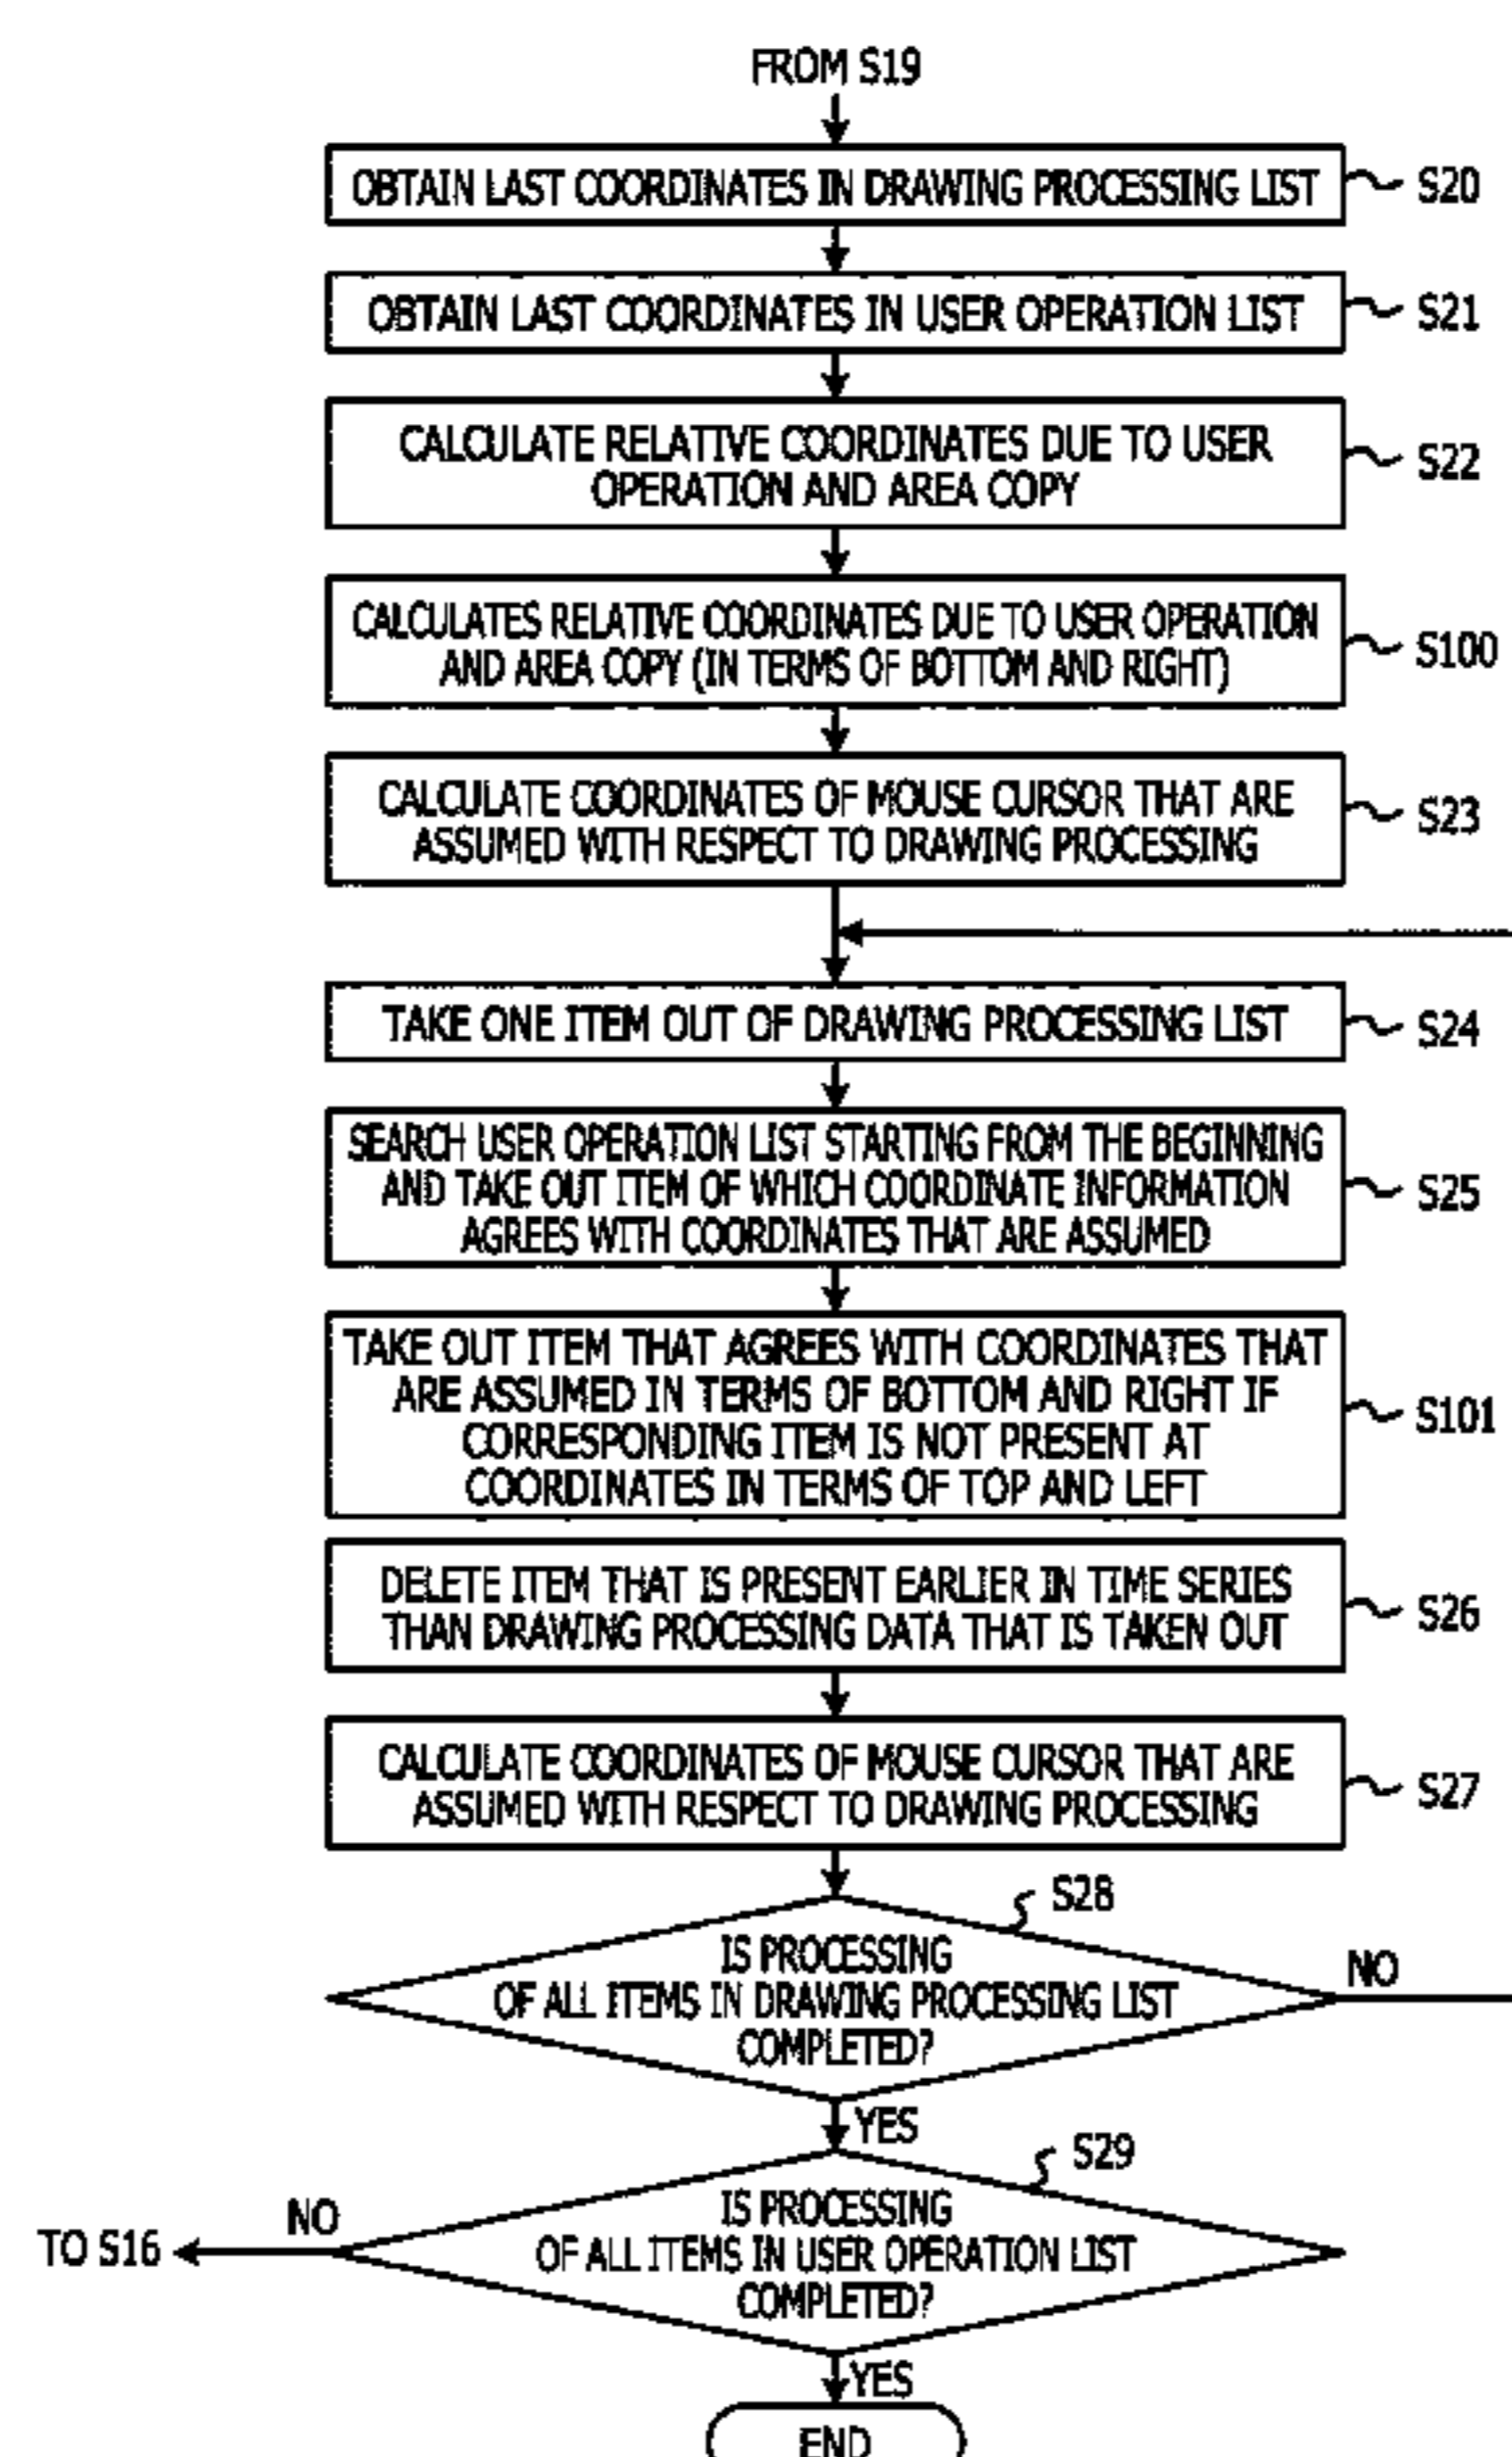 FROM S19
OBTAIN LAST COORDINATES IN DRAWING PROCESSING LIST
S20
OBTAIN LAST COORDINATES IN USER OPERATION LIST
S21
CALCULATE RELATIVE COORDINATES DUE TO USER
OPERATION AND AREA COPY
S22
CALCULATES RELATIVE COORDINATES DUE TO USER OPERATION
AND AREA COPY (IN TERMS OF BOTTOM AND RIGHT)
S100
CALCULATE COORDINATES OF MOUSE CURSOR THAT ARE
ASSUMED WITH RESPECT TO DRAWING PROCESSING
S23
TAKE ONE ITEM OUT OF DRAWING PROCESSING LIST
S24
SEARCH USER OPERATION LIST STARTING FROM THE BEGINNING
AND TAKE OUT ITEM OF WHICH COORDINATE INFORMATION
AGREES WITH COORDINATES THAT ARE ASSUMED
S25
TAKE OUT ITEM THAT AGREES WITH COORDINATES THAT
ARE ASSUMED IN TERMS OF BOTTOM AND RIGHT IF
CORRESPONDING ITEM IS NOT PRESENT AT
COORDINATES IN TERMS OF TOP AND LEFT
S101
DELETE ITEM THAT IS PRESENT EARLIER IN TIME SERIES
THAN DRAWING PROCESSING DATA THAT IS TAKEN OUT
S26
CALCULATE COORDINATES OF MOUSE CURSOR THAT ARE
ASSUMED WITH RESPECT TO DRAWING PROCESSING
S27
S28
IS PROCESSING
OF ALL ITEMS IN DRAWING PROCESSING LIST
COMPLETED?
NO
YES
S29
IS PROCESSING
OF ALL ITEMS IN USER OPERATION LIST
COMPLETED?
NO
TO S16
YES
END